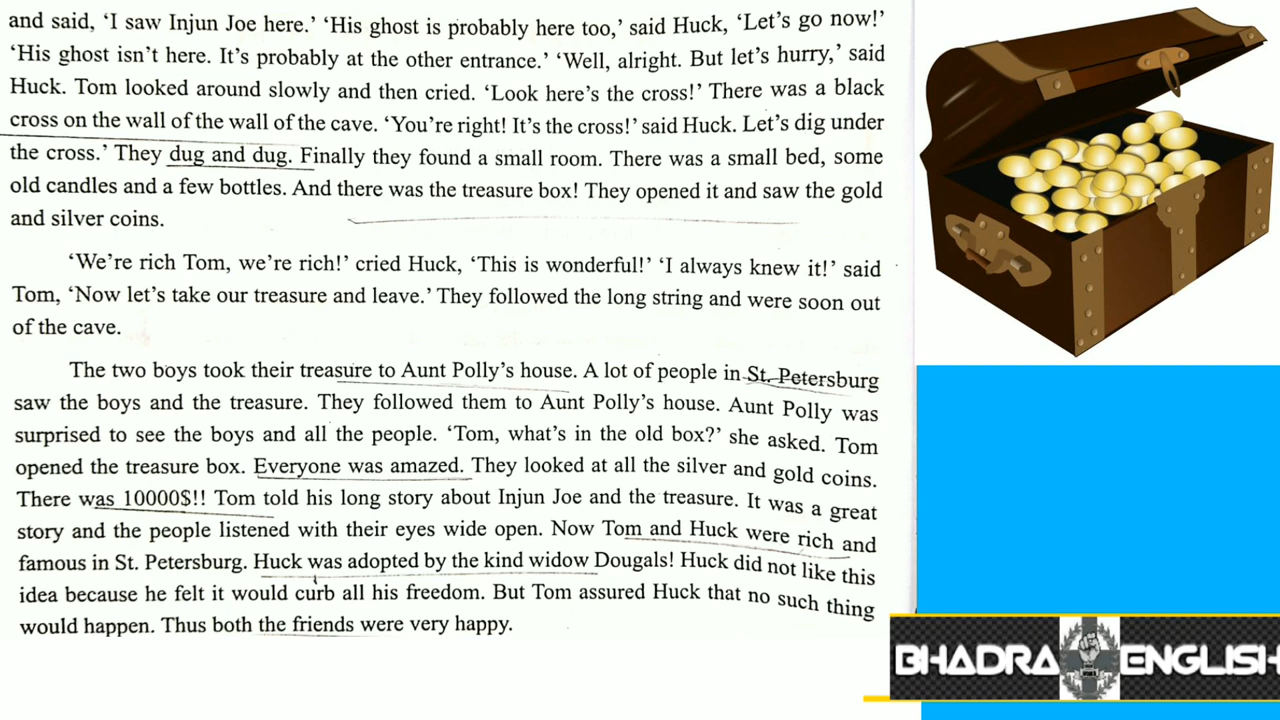 and said, ‘I saw Injun Joe here.’ ‘His ghost is probably here too,’ said Huck, ‘Let’s go now!’
‘His ghost isn’t here. It’s probably at the other entrance.’ ‘Well, alright. But let’s hurry,’ said
Huck. Tom looked around slowly and then cried. ‘Look here’s the cross!’ There was a black
cross on the wall of the wall of the cave. ‘You’re right! It’s the cross!’ said Huck. Let’s dig under
the cross.’ They dug and dug. Finally they found a small room. There was a small bed, some
old candles and a few bottles. And there was the treasure box! They opened it and saw the gold
and silver coins.
‘We’re rich Tom, we’re rich!’ cried Huck, ‘This is wonderful!’ ‘I always knew it!’ said
Tom, ‘Now let’s take our treasure and leave.’ They followed the long string and were soon out
of the cave.
The two boys took their treasure to Aunt Polly’s house. A lot of people in St. Petersburg
saw the boys and the treasure. They followed them to Aunt Polly’s house. Aunt Polly was
surprised to see the boys and all the people. ‘Tom, what’s in the old box?’ she asked. Tom
opened the treasure box. Everyone was amazed. They looked at all the silver and gold coins.
There was 10000$!! Tom told his long story about Injun Joe and the treasure. It was a great
story and the people listened with their eyes wide open. Now Tom and Huck were rich and
famous in St. Petersburg. Huck was adopted by the kind widow Dougals! Huck did not like this
idea because he felt it would curb all his freedom. But Tom assured Huck that no such thing
would happen. Thus both the friends were very happy.
BHADRA ENGLISH